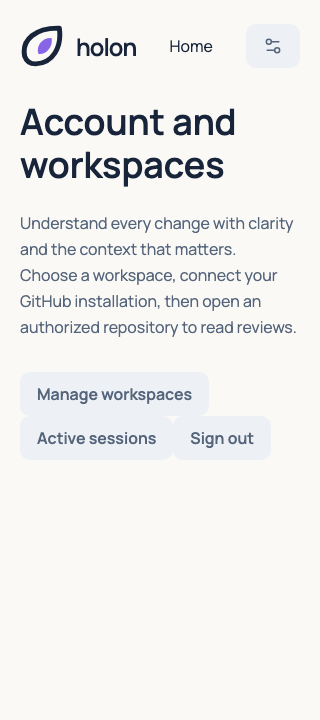 holon
Home
Account and
workspaces
Understand every change with clarity
and the context that matters.
Choose a workspace, connect your
GitHub installation, then open an
authorized repository to read reviews.
Manage workspaces
Active sessions
Sign out